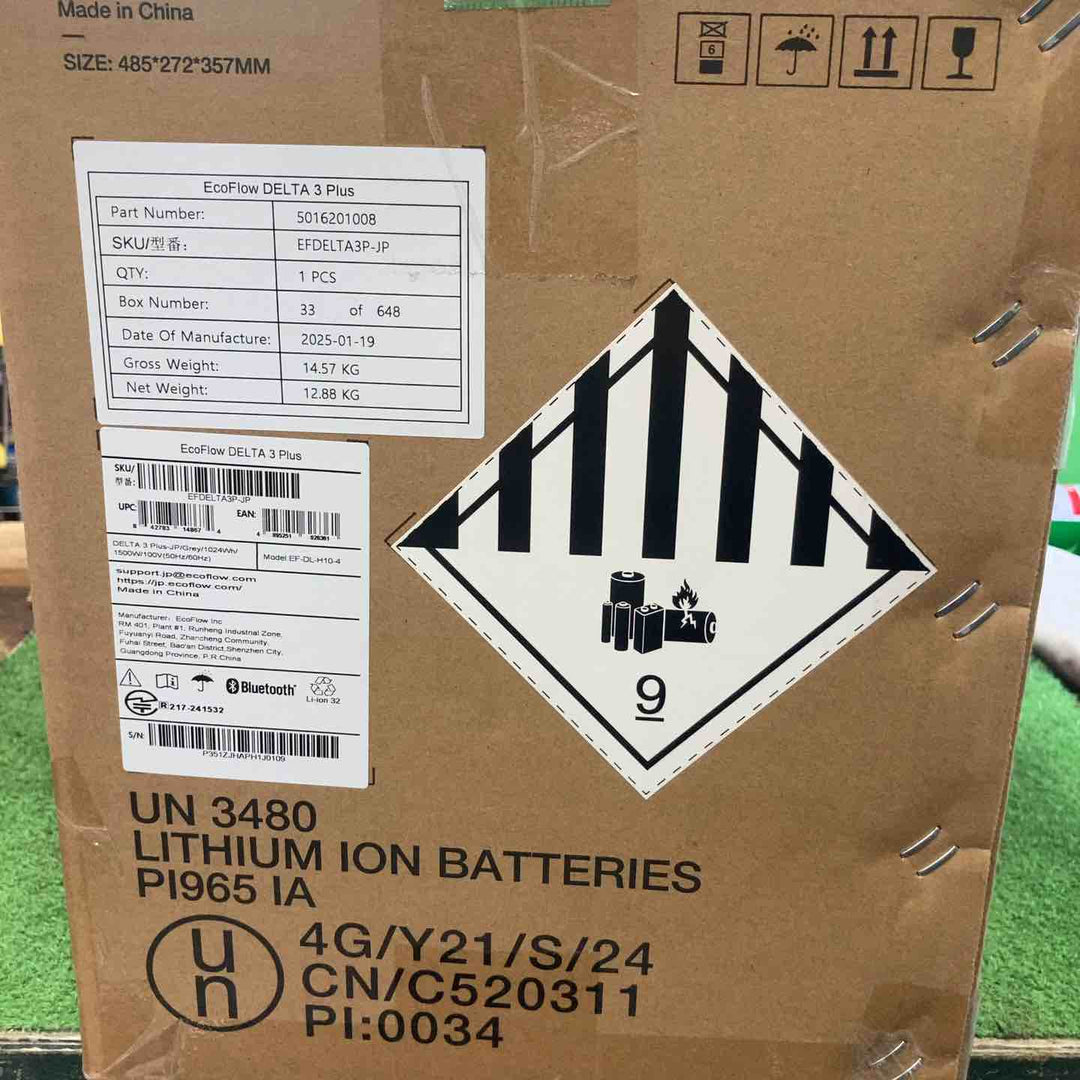 Made in China
SIZE: 485*272*357MM
6
EcoFlow DELTA 3 Plus
Part Number: 5016201008
SKU/型番: EFDELTA3P-JP
QTY: 1 PCS
Box Number: 33 of 648
Date Of Manufacture: 2025-01-19
Gross Weight: 14.57 KG
Net Weight: 12.88 KG
EcoFlow DELTA 3 Plus
SKU/
型番:
EFDELTA3P-JP
UPC: EAN:
DELTA 3 Plus-JP/Grey/1024Wh/
1500W/100V(50Hz/60Hz) Model:EF-DL-H10-4
support.jp@ecoflow.com
https://jp.ecoflow.com/
Made in China
Manufacturer: EcoFlow Inc
RM 401, Plant #1, Runheng Industrial Zone,
Fuyuanyi Road, Zhancheng Community,
Fuhai Street, Bao'an District,Shenzhen City,
Guangdong Province, P.R.China
Bluetooth®
Li-ion 32
R 217-241532
S/N:
P351ZJHAPH1J0109
9
UN 3480
LITHIUM ION BATTERIES
PI965 IA
un
4G/Y21/S/24
CN/C520311
PI:0034